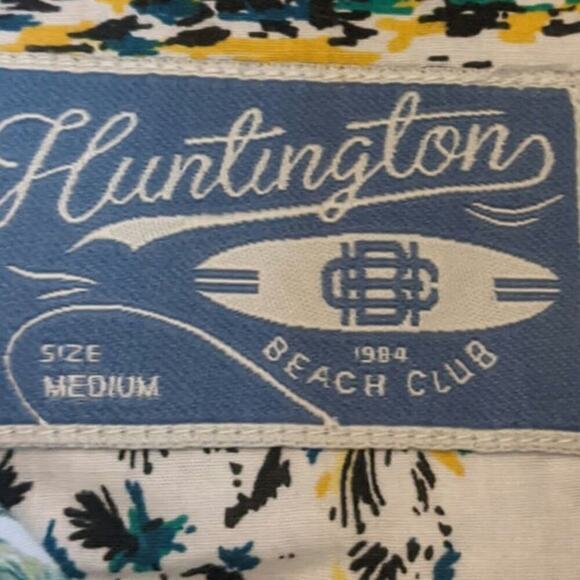 Huntington
SIZE
MEDIUM
1984
BEACH CLUB